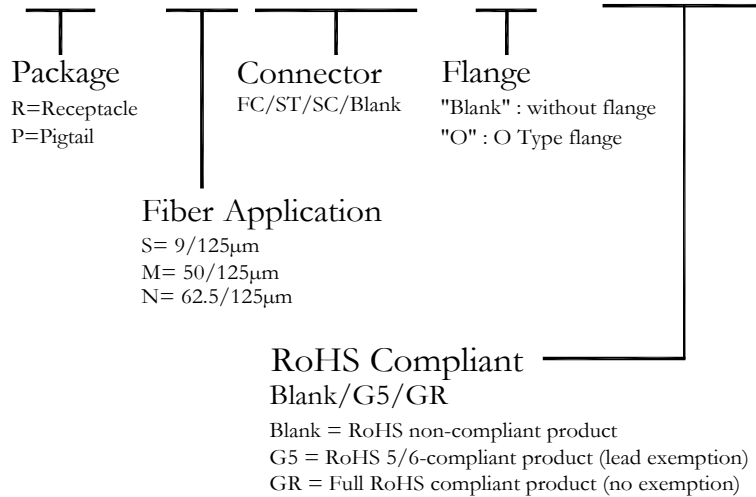 Package
R=Receptacle
P=Pigtail
Connector
FC/ST/SC/Blank
Flange
"Blank" : without flange
"O" : O Type flange
Fiber Application
S= 9/125µm
M= 50/125µm
N= 62.5/125µm
RoHS Compliant
Blank/G5/GR
Blank = RoHS non-compliant product
G5 = RoHS 5/6-compliant product (lead exemption)
GR = Full RoHS compliant product (no exemption)